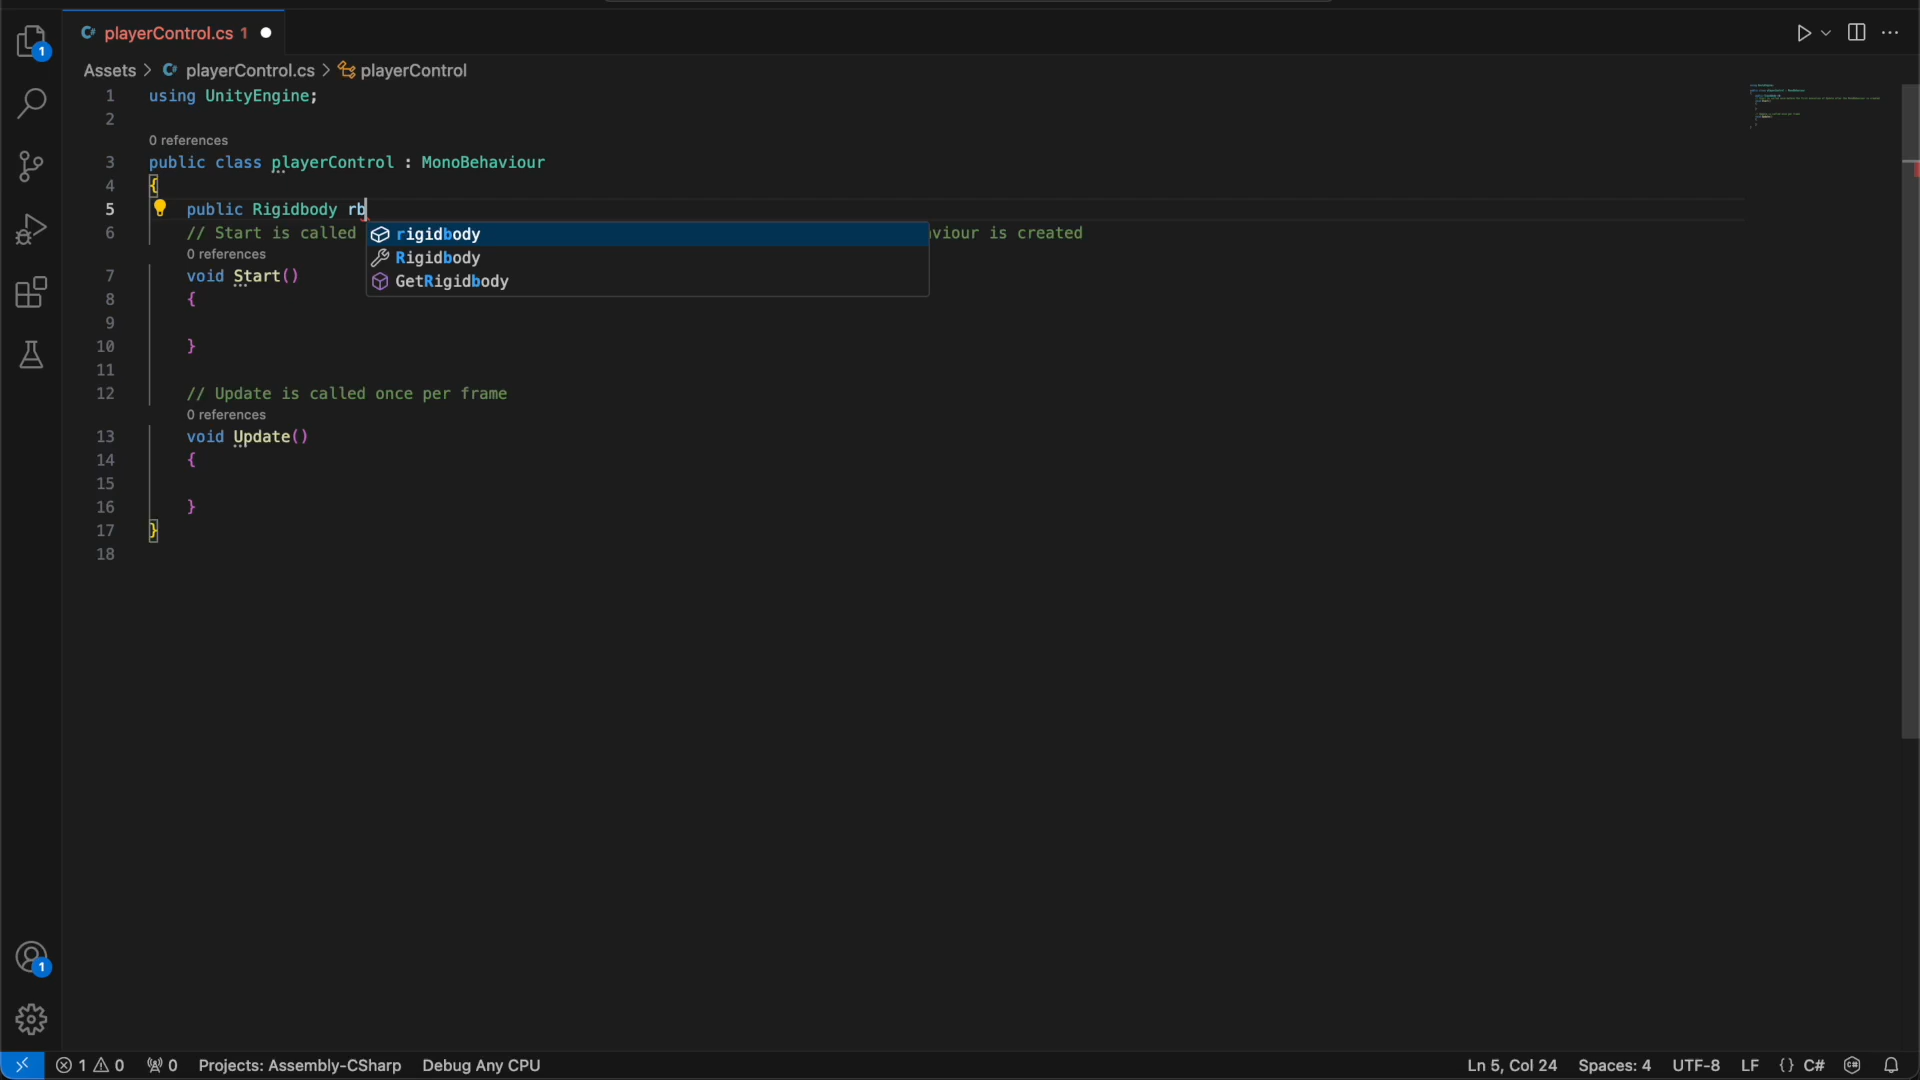 playerControl.cs 1
Assets > playerControl.cs > playerControl
1 using UnityEngine;
2
0 references
3 public class playerControl : MonoBehaviour
4 {
5 public Rigidbody rb
6 // Start is called viour is created
rigidbody
Rigidbody
GetRigidbody
0 references
7 void Start()
8 {
9
10 }
11
12 // Update is called once per frame
0 references
13 void Update()
14 {
15
16 }
17 }
18
1
1
1 0 0 Projects: Assembly-CSharp Debug Any CPU Ln 5, Col 24 Spaces: 4 UTF-8 LF {} C#